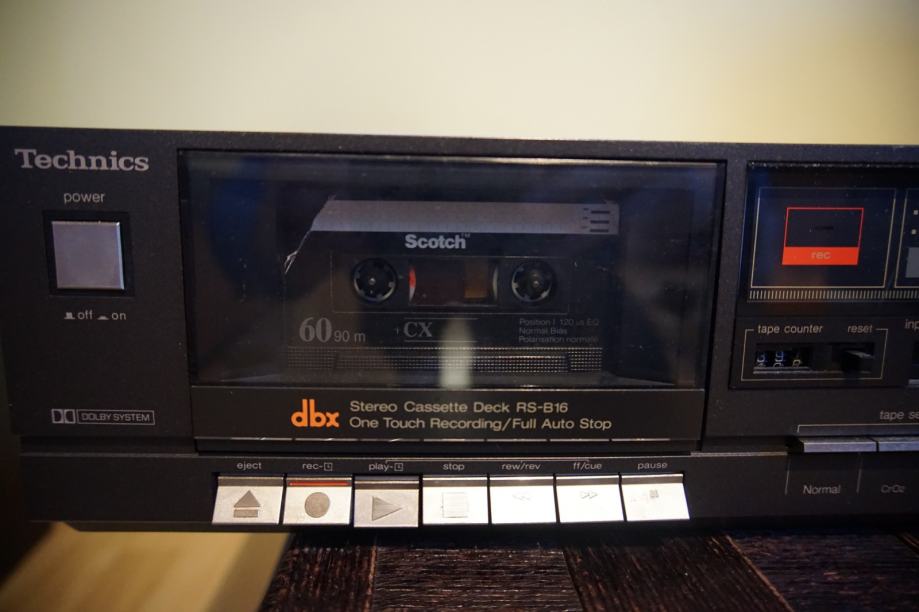 Technics
power
off on
DOLBY SYSTEM
Scotch™
60 90 m +CX
Position I 120 µs EQ
Normal Bias
Polarisation normale
dbx
Stereo Cassette Deck RS-B16
One Touch Recording/Full Auto Stop
eject rec- play- stop rew/rev ff/cue pause
rec
tape counter reset
Normal CrO2